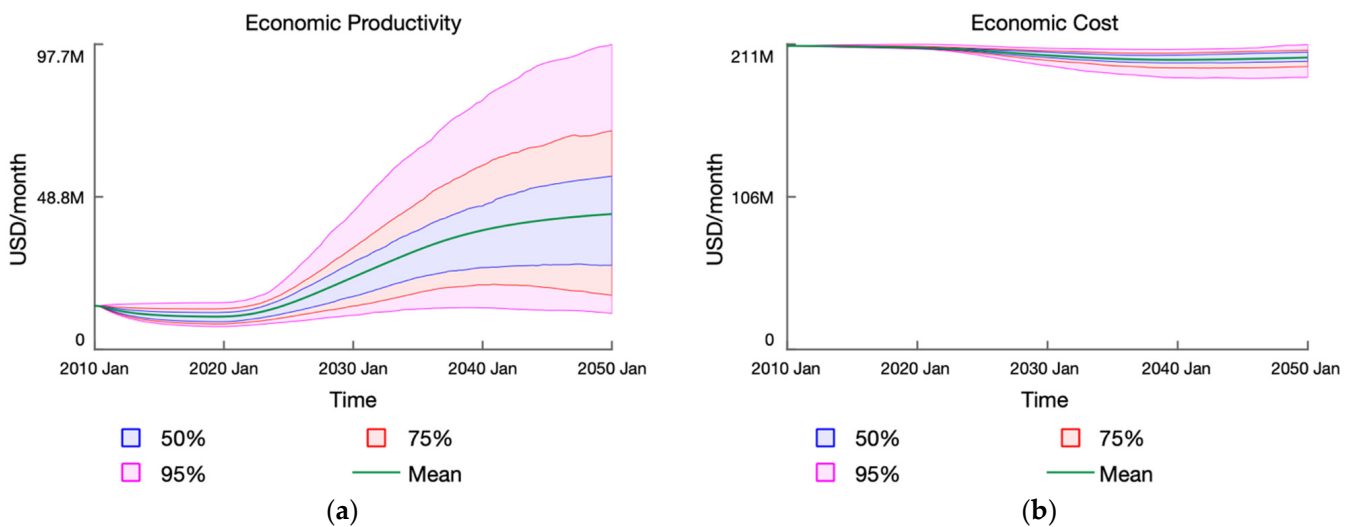 Economic Productivity
97.7M
48.8M
0
USD/month
2010 Jan
2020 Jan
2030 Jan
2040 Jan
2050 Jan
Time
50%
75%
95%
Mean
(a)
Economic Cost
211M
106M
0
USD/month
2010 Jan
2020 Jan
2030 Jan
2040 Jan
2050 Jan
Time
50%
75%
95%
Mean
(b)